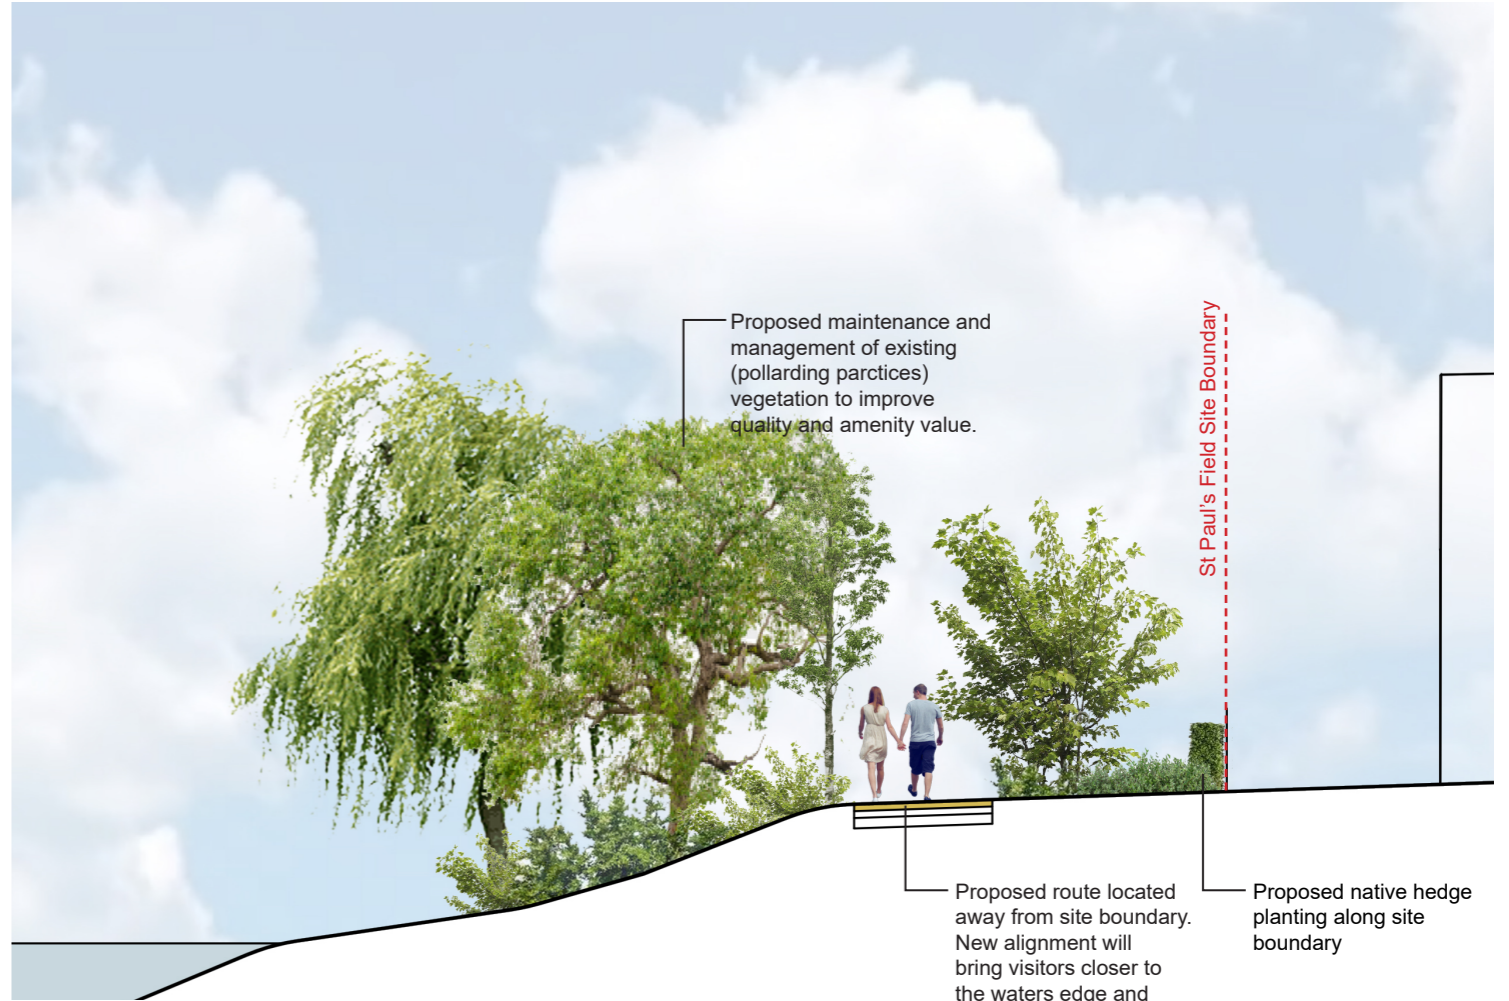 Proposed maintenance and
management of existing
(pollarding parctices)
vegetation to improve
quality and amenity value.
St Paul's Field Site Boundary
Proposed route located
away from site boundary.
New alignment will
bring visitors closer to
the waters edge and
Proposed native hedge
planting along site
boundary